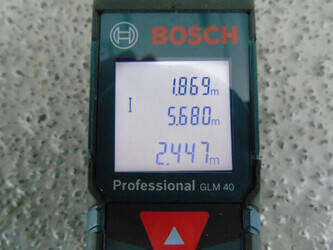 BOSCH
1.869m
I
5.680m
2.447m
Professional GLM 40